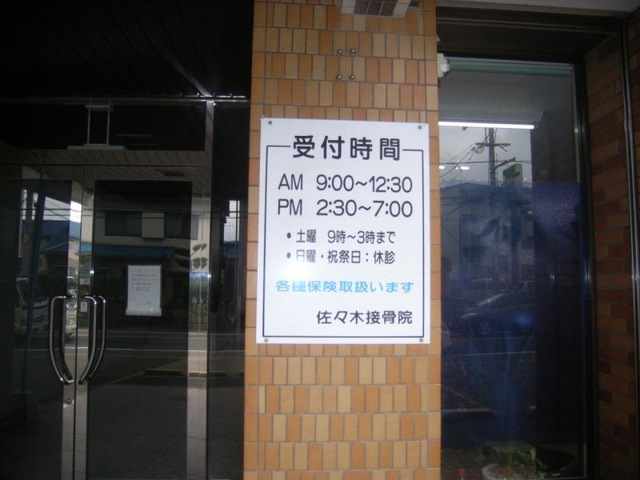 受付時間
AM 9:00～12:30
PM 2:30～7:00
・土曜 9時～3時まで
・日曜・祝祭日：休診
各種保険取扱います
佐々木接骨院